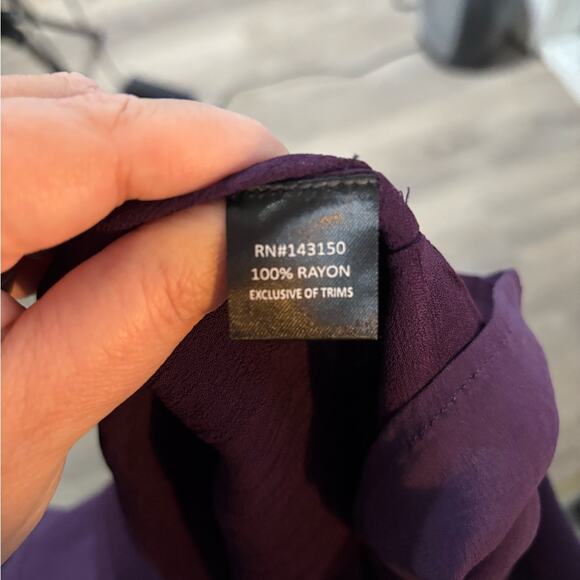 RN#143150
100% RAYON
EXCLUSIVE OF TRIMS